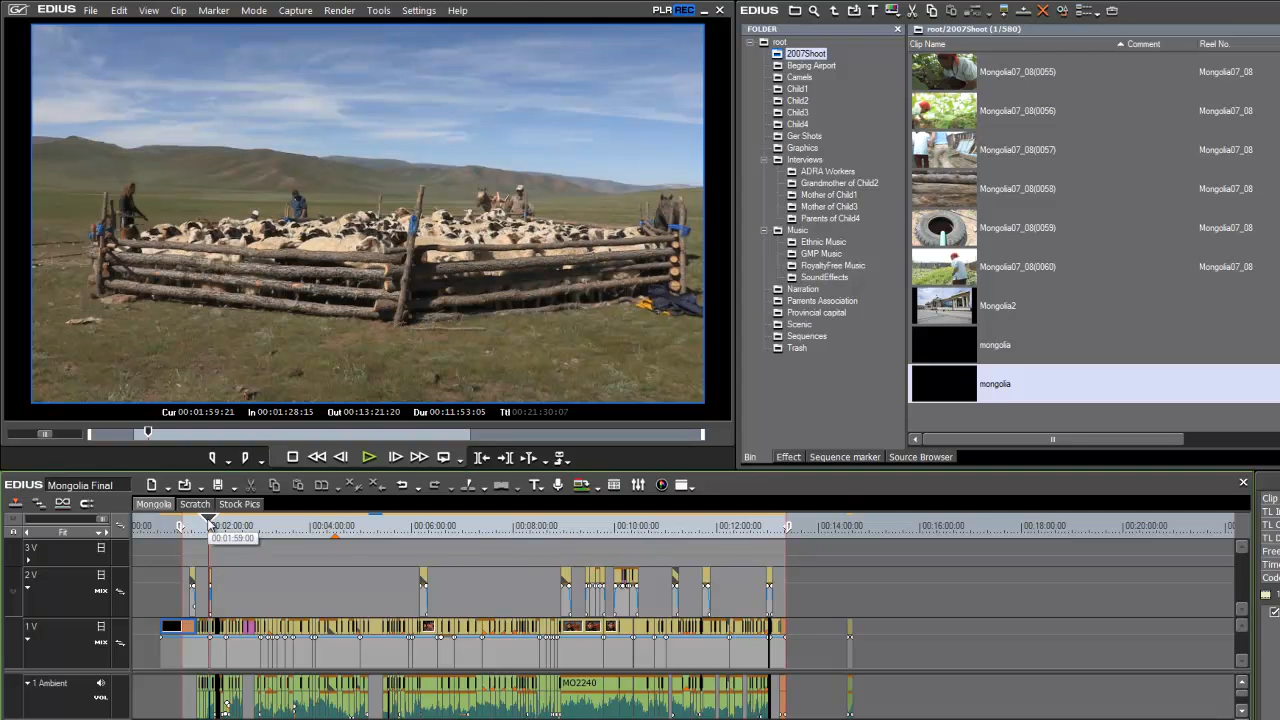 File Edit View Clip Marker Mode Capture Render Tools Settings Help
PLR REC
EDIUS
FOLDER
root/2007Shoot (1/580)
root
2007Shoot
Beging Airport
Camels
Child1
Child2
Child3
Child4
Ger Shots
Graphics
Interviews
ADRA Workers
Grandmother of Child2
Mother of Child1
Mother of Child3
Parents of Child4
Music
Ethnic Music
GMP Music
RoyaltyFree Music
SoundEffects
Narration
Parents Association
Provincial capital
Scenic
Sequences
Trash
Clip Name Comment Reel No.
Mongolia07_08(0055) Mongolia07_08
Mongolia07_08(0056) Mongolia07_08
Mongolia07_08(0057) Mongolia07_08
Mongolia07_08(0058) Mongolia07_08
Mongolia07_08(0059) Mongolia07_08
Mongolia07_08(0060) Mongolia07_08
Mongolia2
mongolia
mongolia
Bin Effect Sequence marker Source Browser
Cur 00:01:59:21 In 00:01:28:15 Out 00:13:21:20 Dur 00:11:53:05 Ttl 00:21:30:07
EDIUS Mongolia Final
Mongolia Scratch Stock Pics
Fit
00:00 00:02:00:00 00:04:00:00 00:06:00:00 00:08:00:00 00:10:00:00 00:12:00:00 00:14:00:00 00:16:00:00 00:18:00:00 00:20:00:00
00:01:59:00
3 V
2 V
MIX
1 V
MIX
1 Ambient
VOL
MO2240
Clip
TL In
TL O
TL D
Free
Time
Code